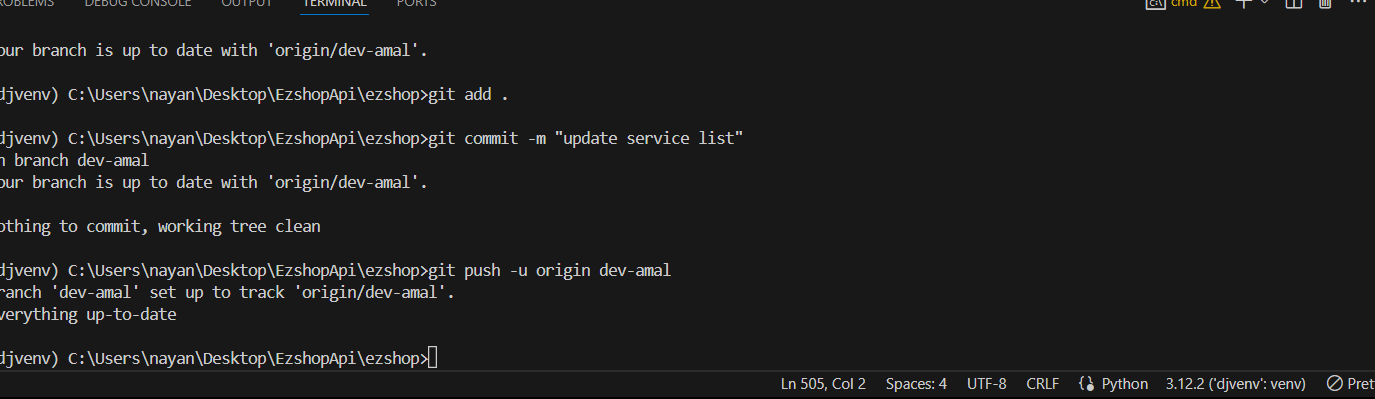 ROBLEMS DEBUG CONSOLE OUTPUT TERMINAL PORTS cmd
our branch is up to date with 'origin/dev-amal'.
djvenv) C:\Users\nayan\Desktop\EzshopApi\ezshop>git add .
djvenv) C:\Users\nayan\Desktop\EzshopApi\ezshop>git commit -m "update service list"
n branch dev-amal
our branch is up to date with 'origin/dev-amal'.
othing to commit, working tree clean
djvenv) C:\Users\nayan\Desktop\EzshopApi\ezshop>git push -u origin dev-amal
ranch 'dev-amal' set up to track 'origin/dev-amal'.
verything up-to-date
djvenv) C:\Users\nayan\Desktop\EzshopApi\ezshop>
Ln 505, Col 2 Spaces: 4 UTF-8 CRLF Python 3.12.2 ('djvenv': venv) Pret